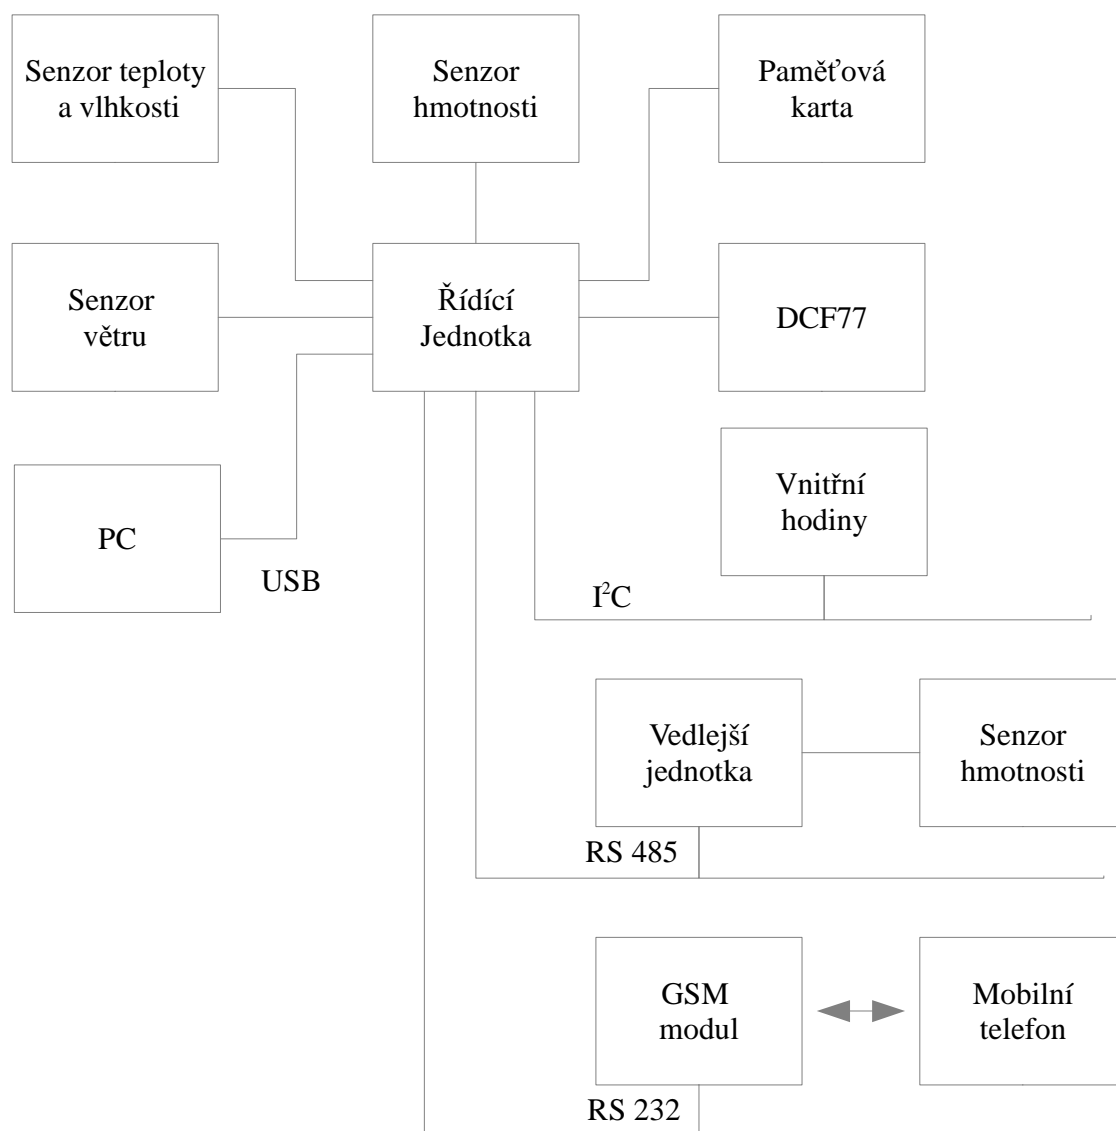 Senzor teploty
a vlhkosti
Senzor
hmotnosti
Paměťová
karta
Senzor
větru
Řídící
Jednotka
DCF77
PC
USB
Vnitřní
hodiny
I²C
Vedlejší
jednotka
Senzor
hmotnosti
RS 485
GSM
modul
Mobilní
telefon
RS 232